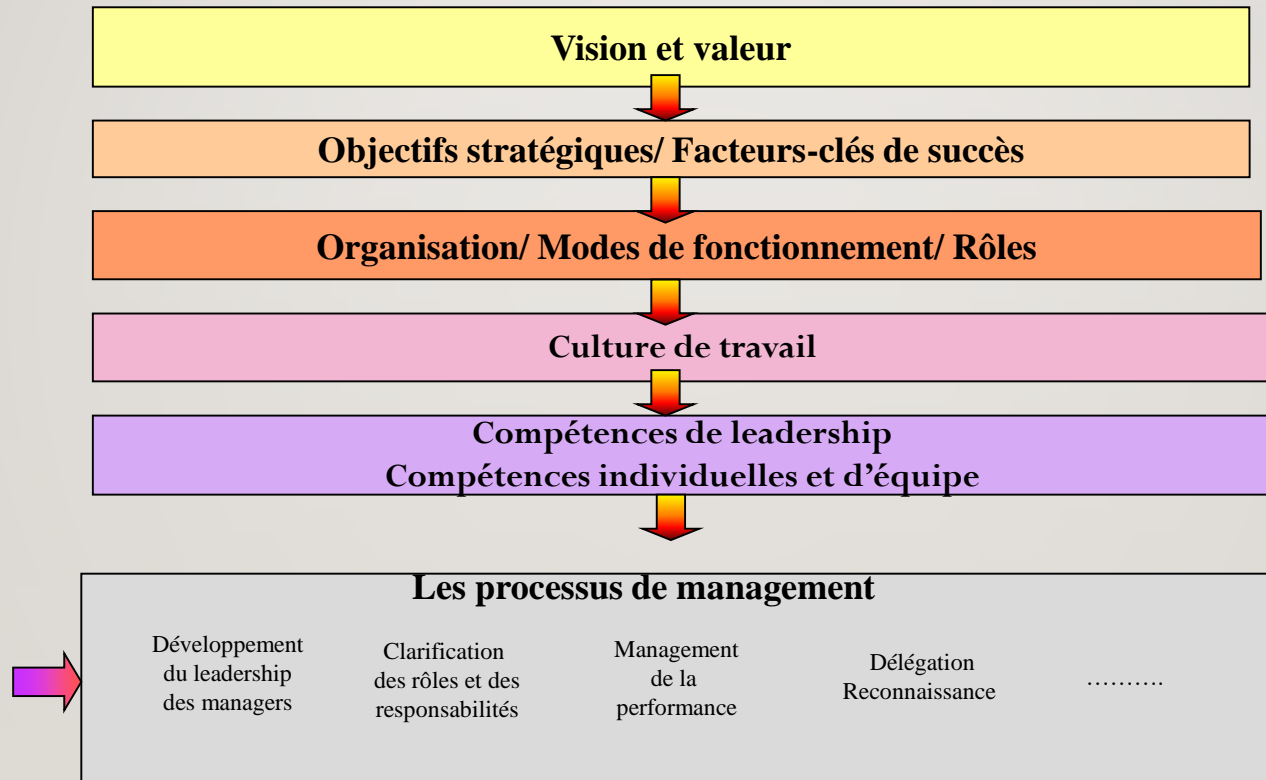 Vision et valeur
Objectifs stratégiques/ Facteurs-clés de succès
Organisation/ Modes de fonctionnement/ Rôles
Culture de travail
Compétences de leadership
Compétences individuelles et d’équipe
Les processus de management
Développement
du leadership
des managers
Clarification
des rôles et des
responsabilités
Management
de la
performance
Délégation
Reconnaissance
……….